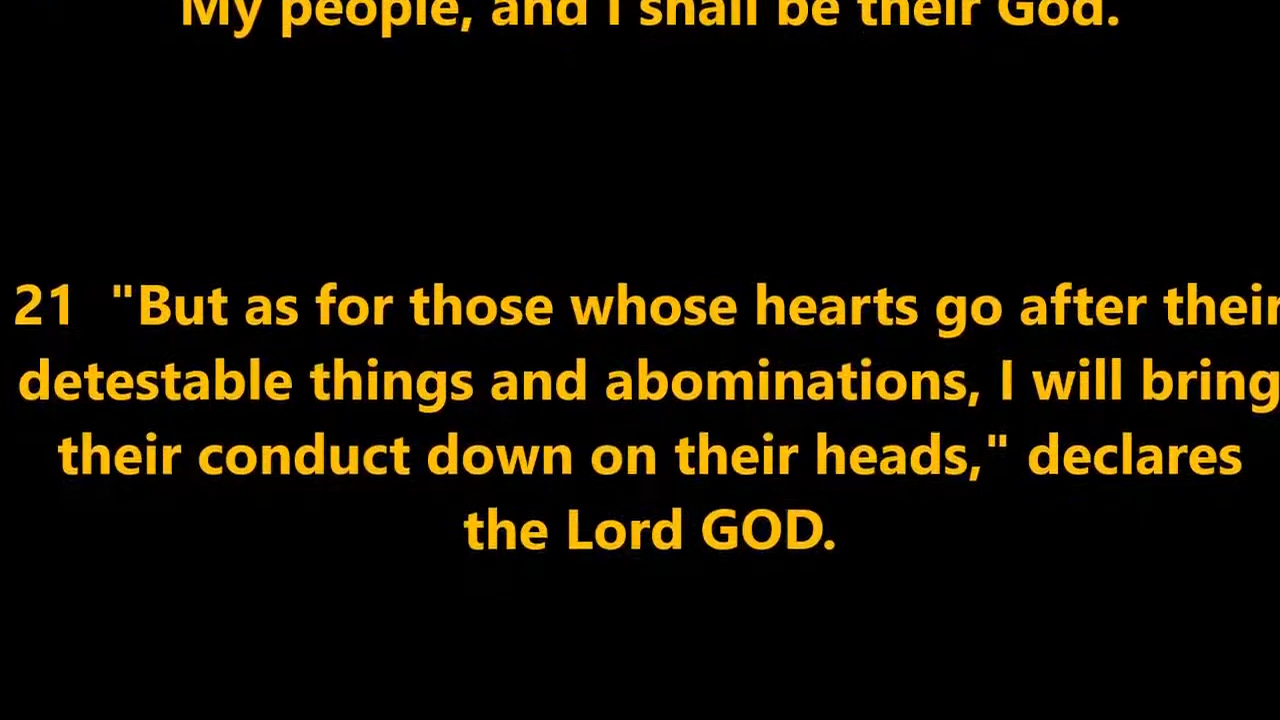 My people, and I shall be their God.
21 "But as for those whose hearts go after their
detestable things and abominations, I will bring
their conduct down on their heads," declares
the Lord GOD.